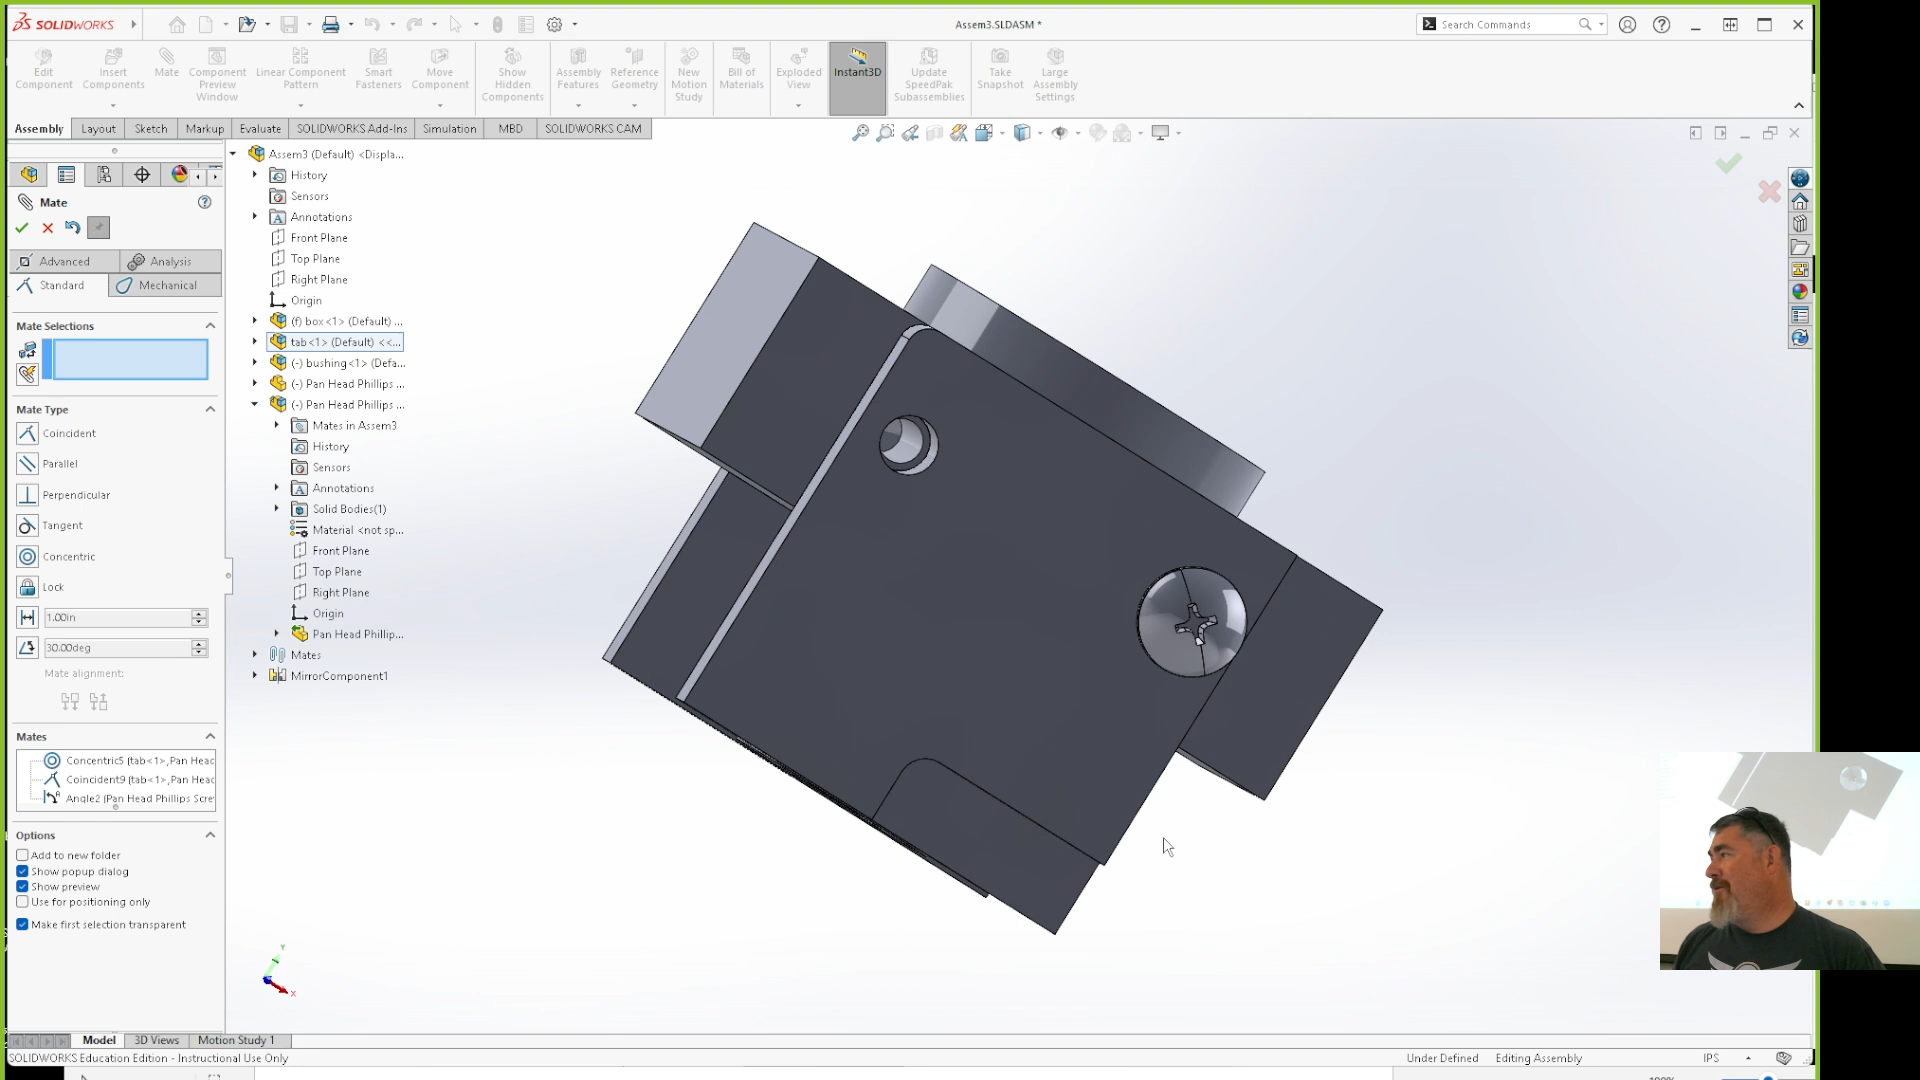 SOLIDWORKS
Assem3.SLDASM *
Search Commands
Edit Component
Insert Components
Mate
Component Preview Window
Linear Component Pattern
Smart Fasteners
Move Component
Show Hidden Components
Assembly Features
Reference Geometry
New Motion Study
Bill of Materials
Exploded View
Instant3D
Update SpeedPak Subassemblies
Take Snapshot
Large Assembly Settings
Assembly
Layout
Sketch
Markup
Evaluate
SOLIDWORKS Add-Ins
Simulation
MBD
SOLIDWORKS CAM
Mate
Advanced
Analysis
Standard
Mechanical
Mate Selections
Mate Type
Coincident
Parallel
Perpendicular
Tangent
Concentric
Lock
1.00in
30.00deg
Mate alignment:
Mates
Concentric5 (tab<1>,Pan Head
Coincident9 (tab<1>,Pan Head
Angle2 (Pan Head Phillips Scre
Options
Add to new folder
Show popup dialog
Show preview
Use for positioning only
Make first selection transparent
Assem3 (Default) <Displa...
History
Sensors
Annotations
Front Plane
Top Plane
Right Plane
Origin
(f) box<1> (Default) ...
tab<1> (Default) <<...
(-) bushing<1> (Defa...
(-) Pan Head Phillips ...
(-) Pan Head Phillips ...
Mates in Assem3
History
Sensors
Annotations
Solid Bodies(1)
Material <not sp...
Front Plane
Top Plane
Right Plane
Origin
Pan Head Phillip...
Mates
MirrorComponent1
Y
X
Model
3D Views
Motion Study 1
SOLIDWORKS Education Edition - Instructional Use Only
Under Defined
Editing Assembly
IPS